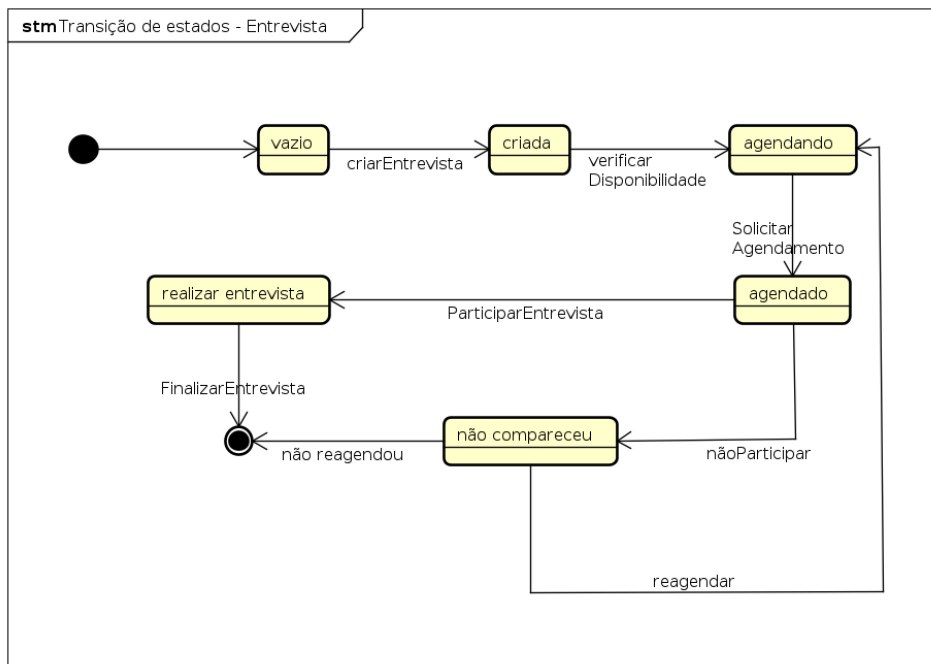 stm Transição de estados - Entrevista
vazio
criarEntrevista
criada
verificar
Disponibilidade
agendando
Solicitar
Agendamento
realizar entrevista
ParticiparEntrevista
agendado
FinalizarEntrevista
não reagendou
não compareceu
nãoParticipar
reagendar